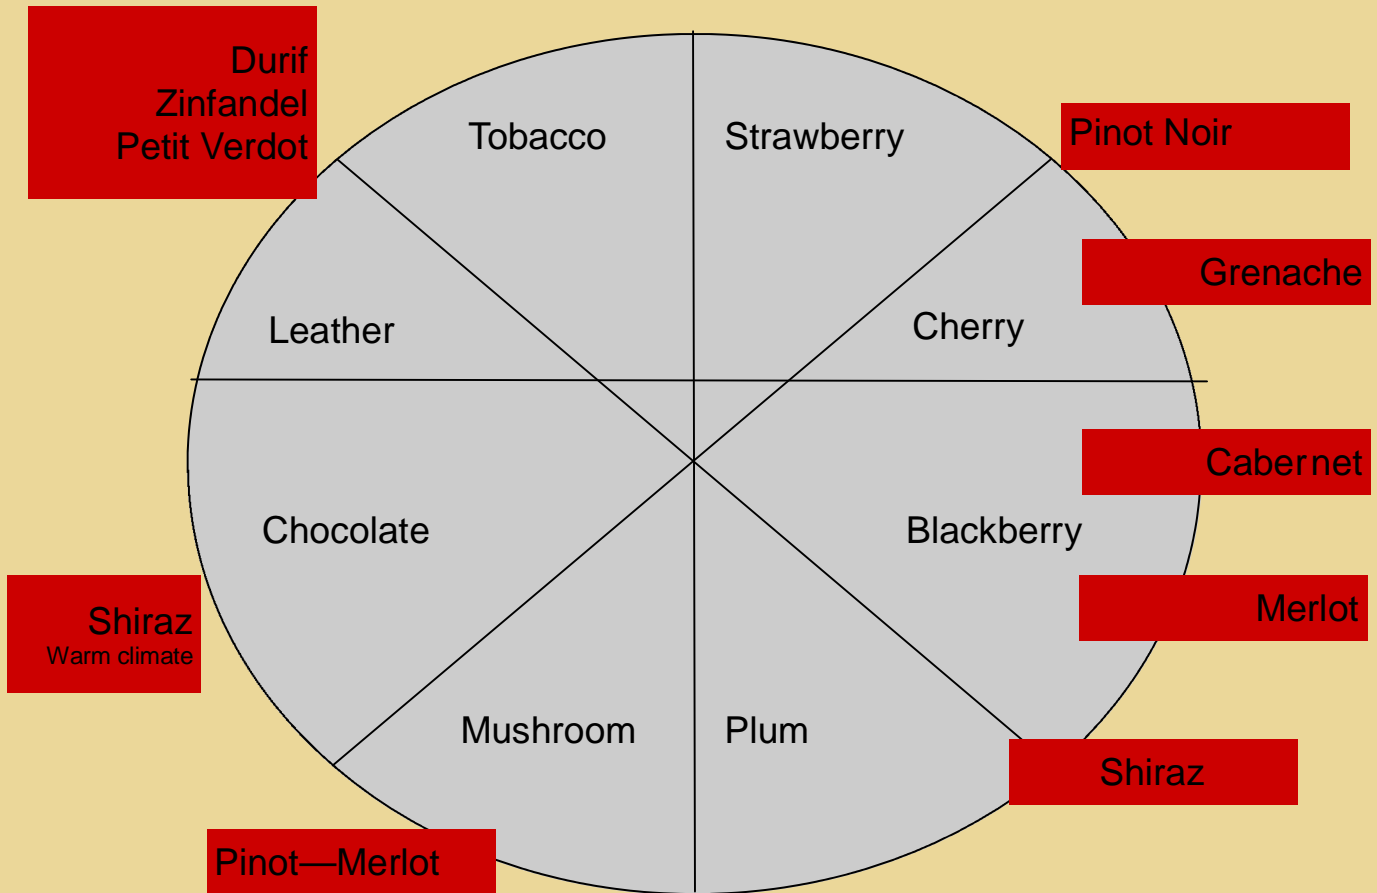 Durif
Zinfandel
Petit Verdot
Tobacco
Strawberry
Pinot Noir
Grenache
Leather
Cherry
Cabernet
Chocolate
Blackberry
Merlot
Shiraz
Warm climate
Mushroom
Plum
Shiraz
Pinot—Merlot